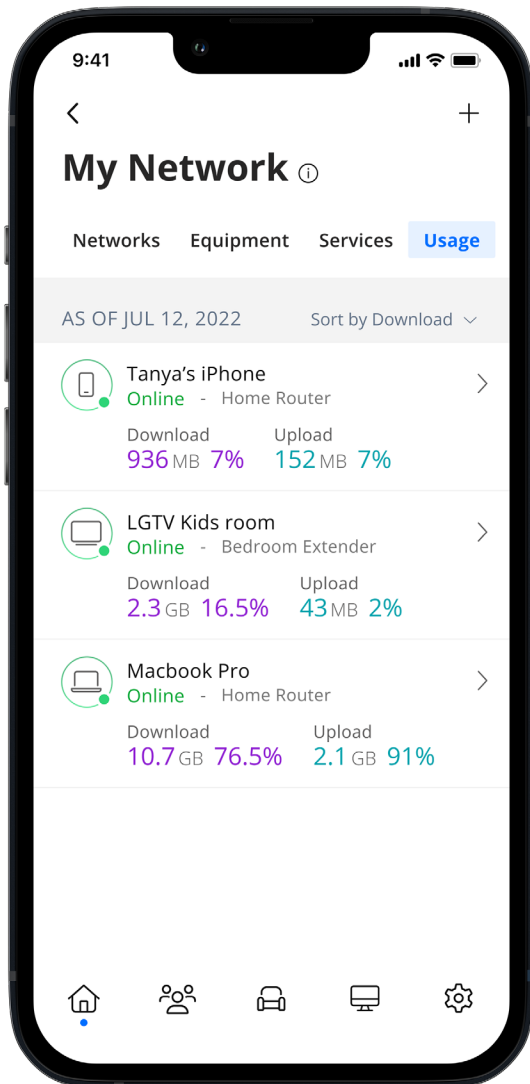 9:41
My Network
Networks Equipment Services Usage
AS OF JUL 12, 2022 Sort by Download
Tanya’s iPhone
Online - Home Router
Download Upload
936 MB 7% 152 MB 7%
LGTV Kids room
Online - Bedroom Extender
Download Upload
2.3 GB 16.5% 43 MB 2%
Macbook Pro
Online - Home Router
Download Upload
10.7 GB 76.5% 2.1 GB 91%